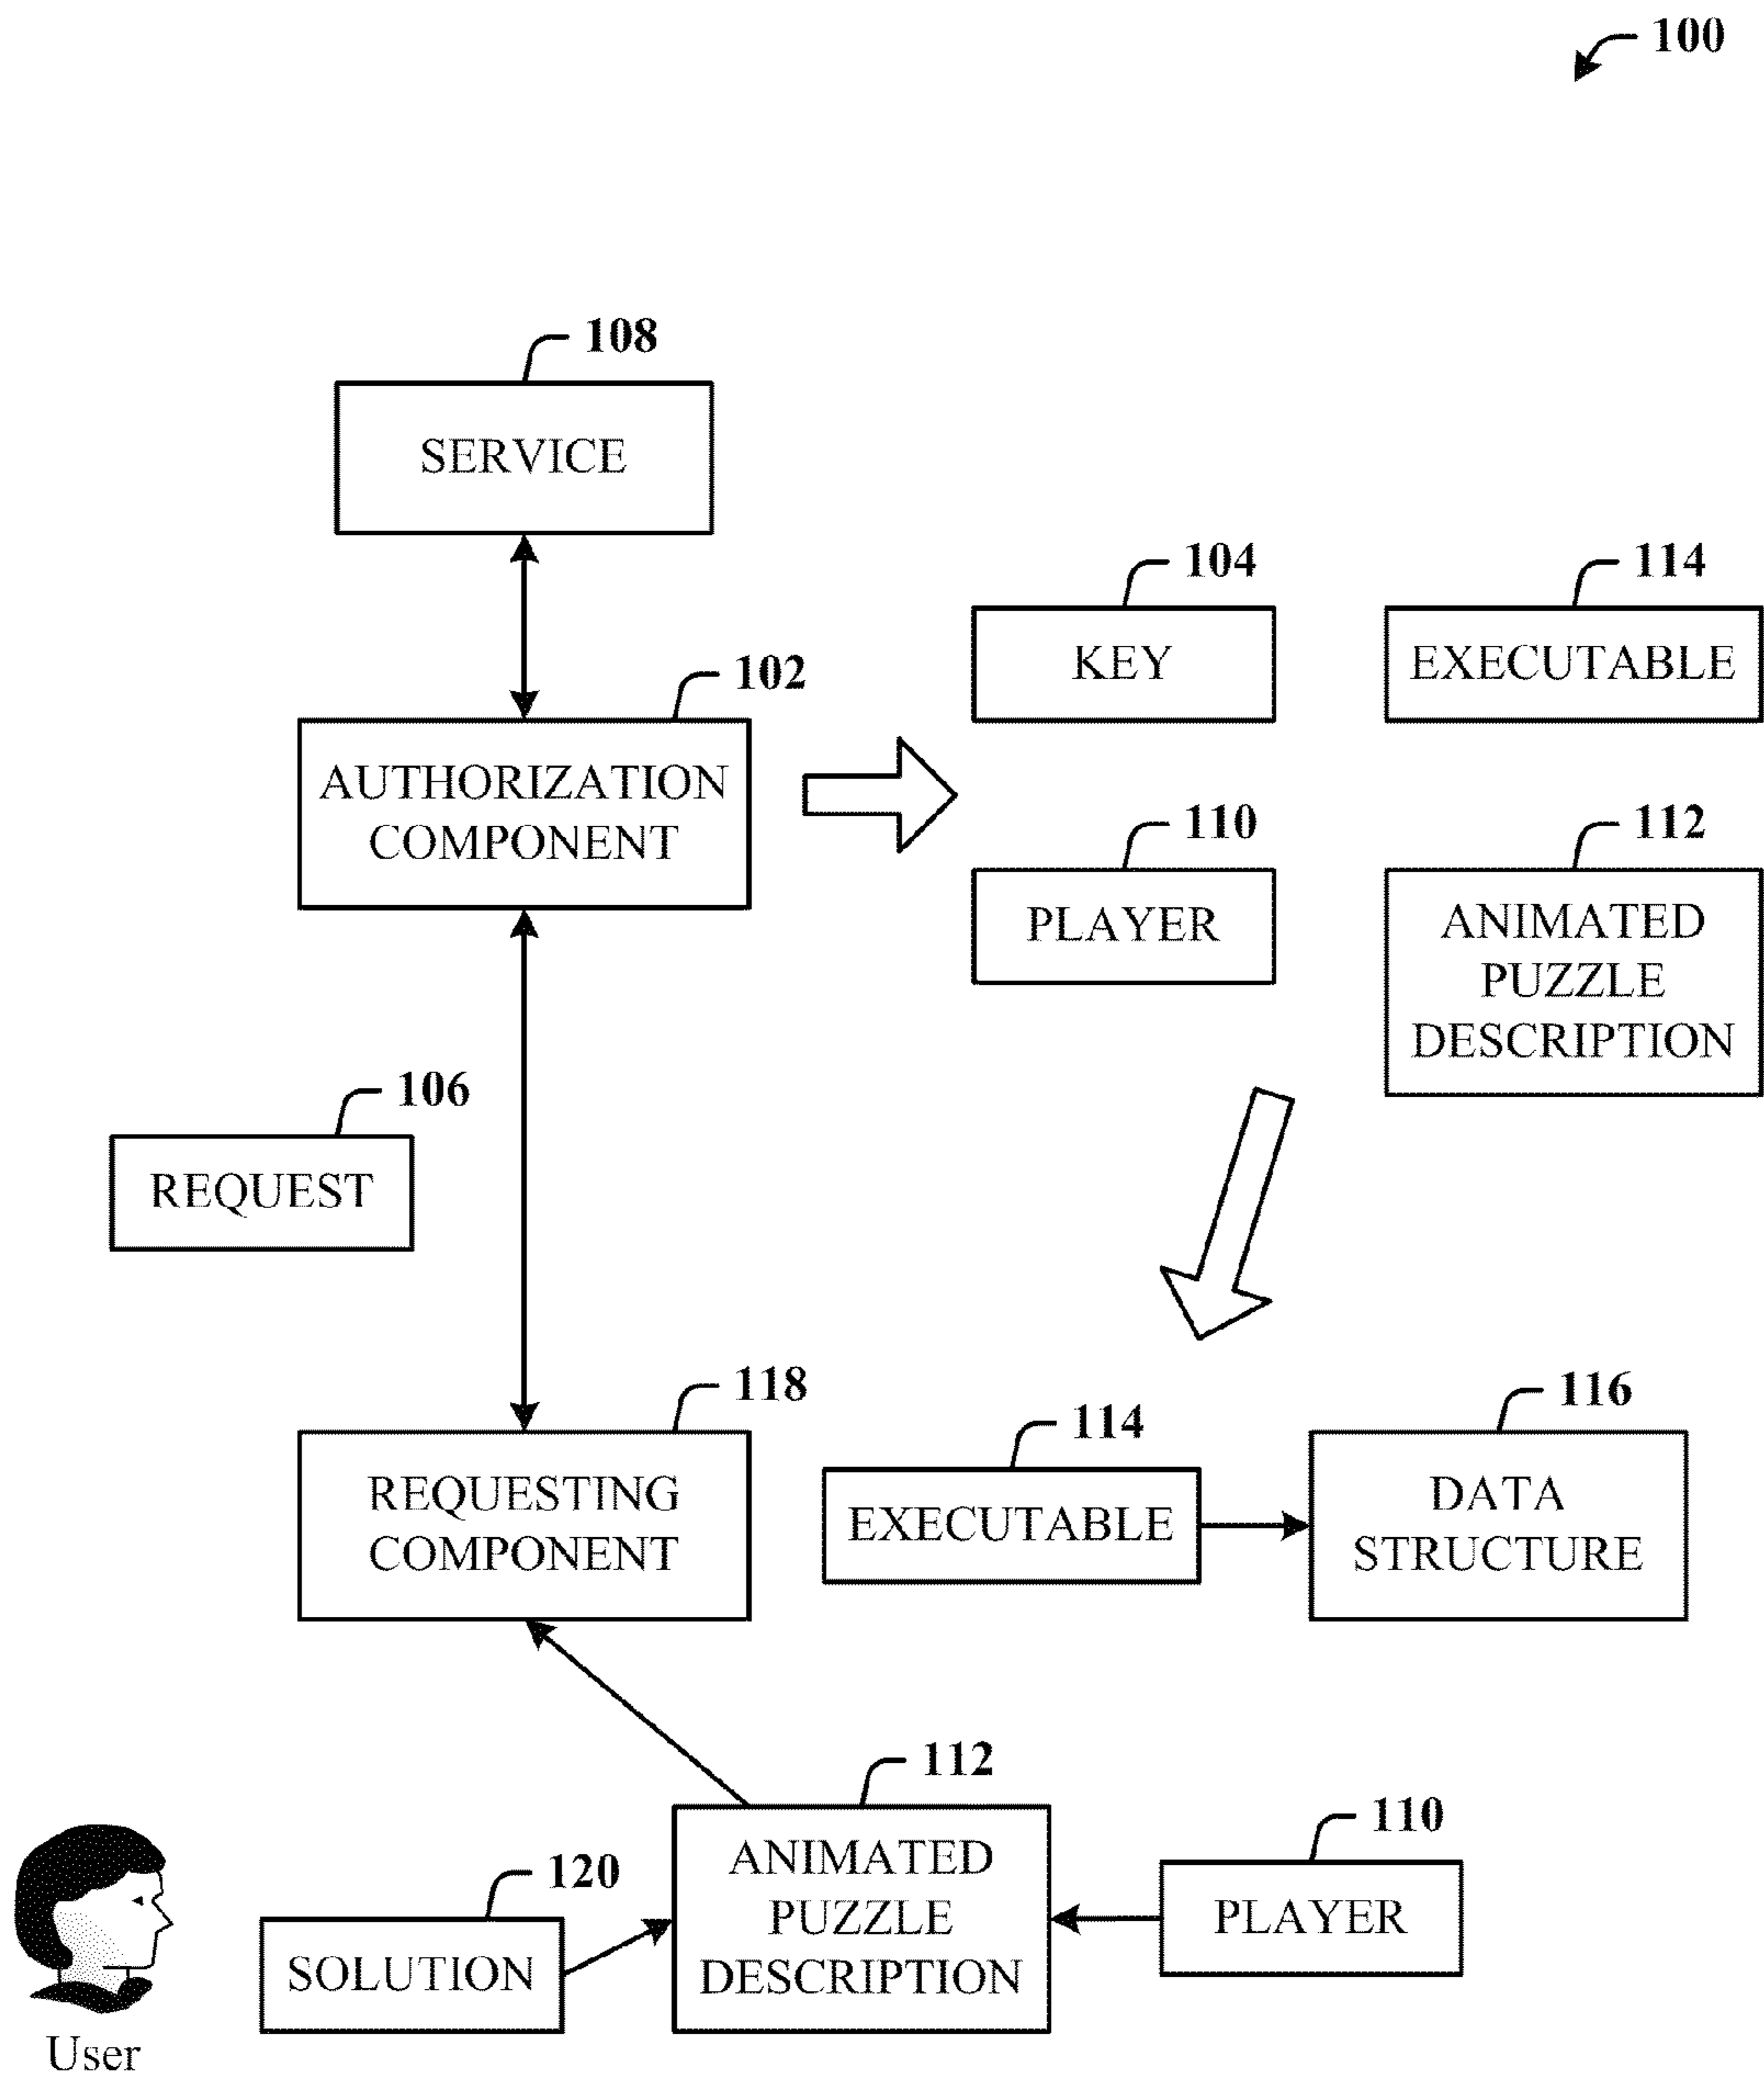 100
108
SERVICE
104
114
KEY
EXECUTABLE
102
AUTHORIZATION
COMPONENT
110
112
PLAYER
ANIMATED
PUZZLE
DESCRIPTION
106
REQUEST
118
REQUESTING
COMPONENT
114
EXECUTABLE
116
DATA
STRUCTURE
112
ANIMATED
PUZZLE
DESCRIPTION
110
PLAYER
120
SOLUTION
User